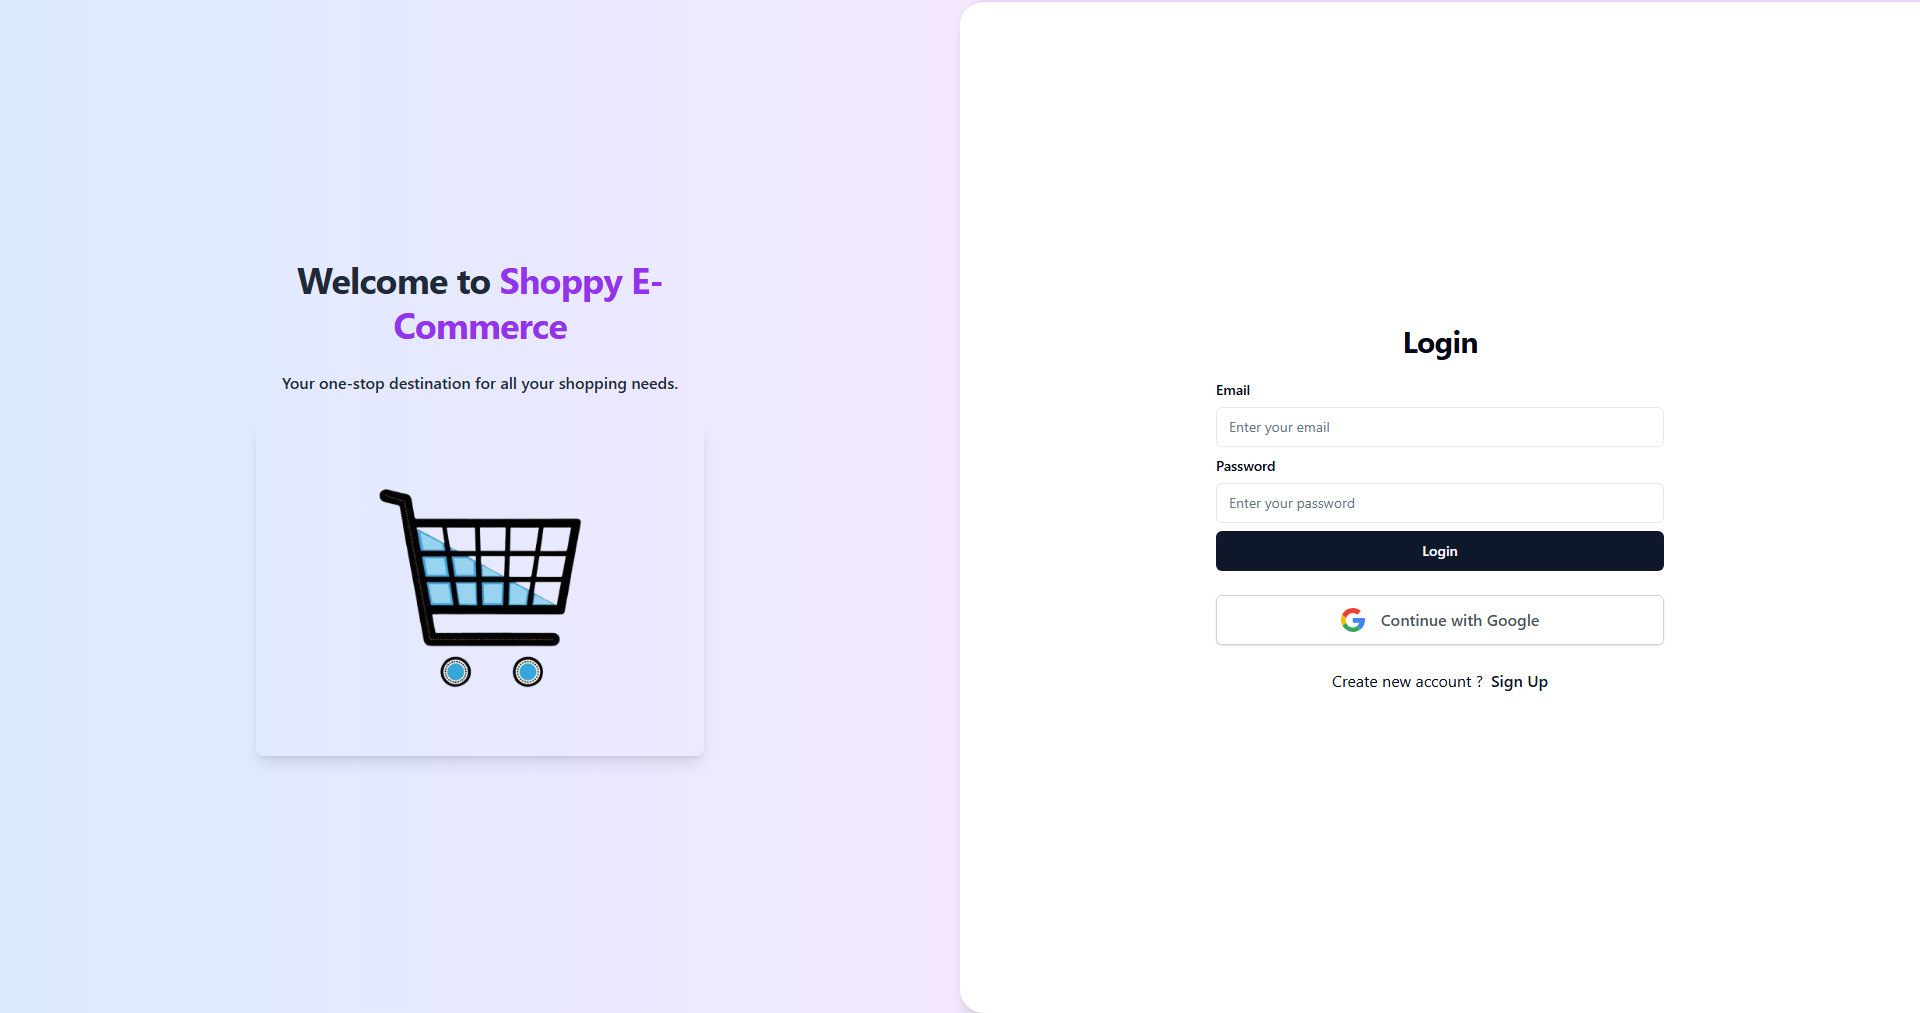 Welcome to Shoppy E-
Commerce
Your one-stop destination for all your shopping needs.
Login
Email
Enter your email
Password
Enter your password
Login
Continue with Google
Create new account ? Sign Up